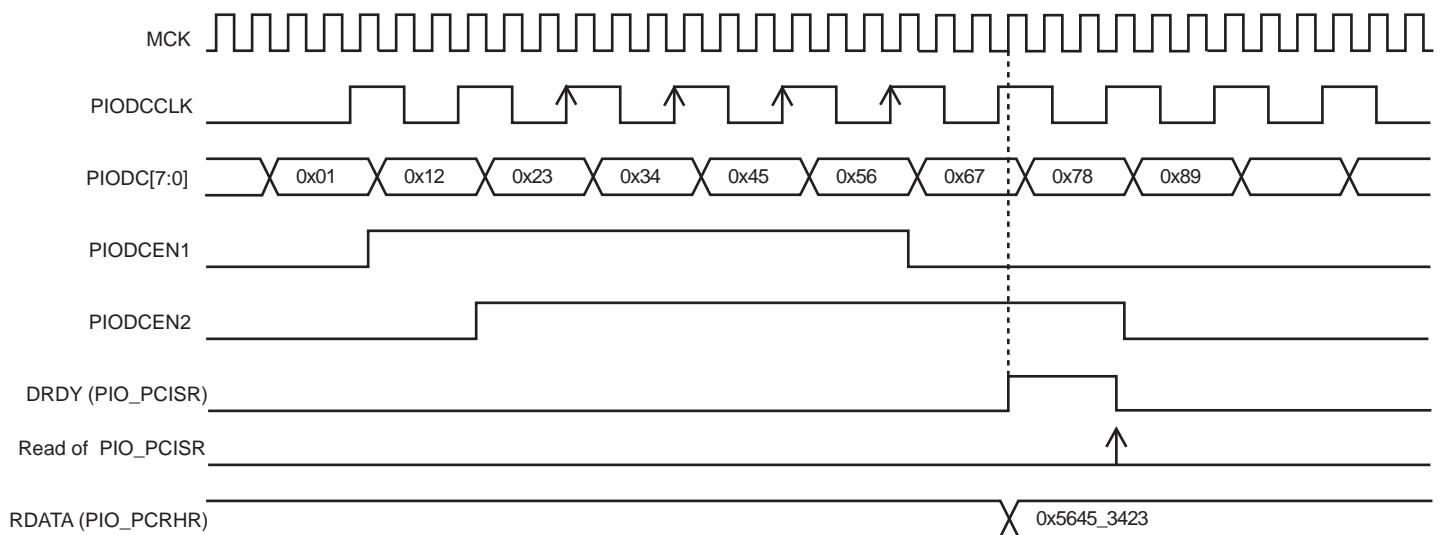 MCK
PIODCCLK
PIODC[7:0] 0x01 0x12 0x23 0x34 0x45 0x56 0x67 0x78 0x89
PIODCEN1
PIODCEN2
DRDY (PIO_PCISR)
Read of PIO_PCISR
RDATA (PIO_PCRHR) 0x5645_3423